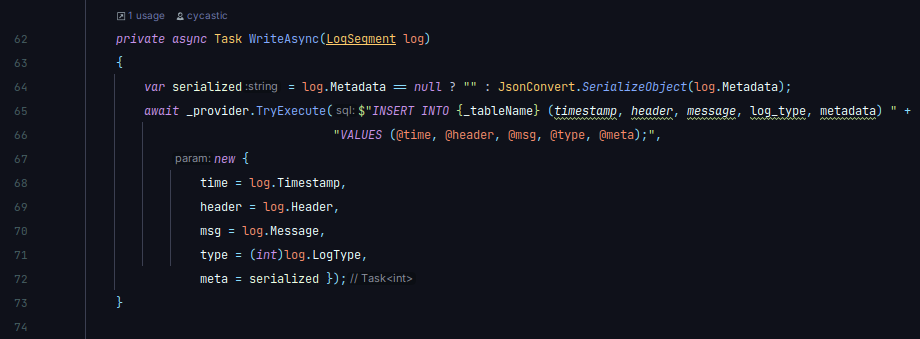 1 usage cycastic
62 private async Task WriteAsync(LogSegment log)
63 {
64 var serialized :string = log.Metadata == null ? "" : JsonConvert.SerializeObject(log.Metadata);
65 await _provider.TryExecute( sql: $"INSERT INTO {_tableName} (timestamp, header, message, log_type, metadata) " +
66 "VALUES (@time, @header, @msg, @type, @meta);",
67 param: new {
68 time = log.Timestamp,
69 header = log.Header,
70 msg = log.Message,
71 type = (int)log.LogType,
72 meta = serialized }); // Task<int>
73 }
74